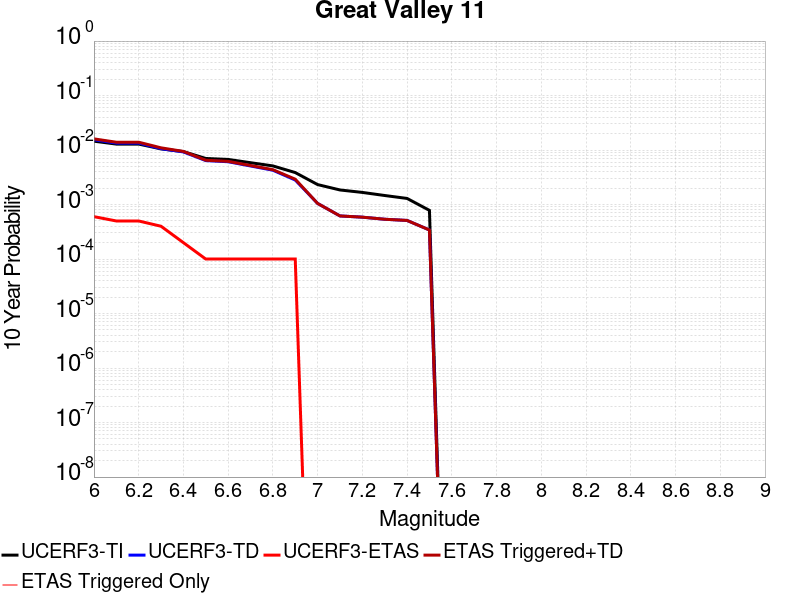 Great Valley 11
10 0
10 -1
10 -2
10 -3
10 -4
10 -5
10 -6
10 -7
10 -8
10 Year Probability
6 6.2 6.4 6.6 6.8 7 7.2 7.4 7.6 7.8 8 8.2 8.4 8.6 8.8 9
Magnitude
UCERF3-TI UCERF3-TD UCERF3-ETAS ETAS Triggered+TD
ETAS Triggered Only